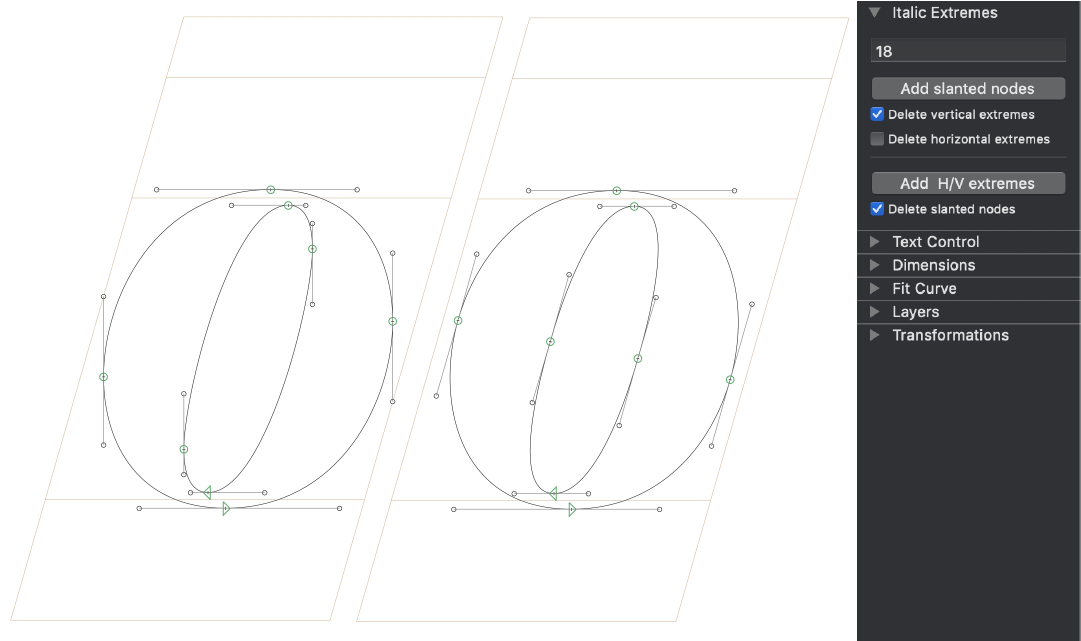 Italic Extremes
18
Add slanted nodes
Delete vertical extremes
Delete horizontal extremes
Add H/V extremes
Delete slanted nodes
Text Control
Dimensions
Fit Curve
Layers
Transformations